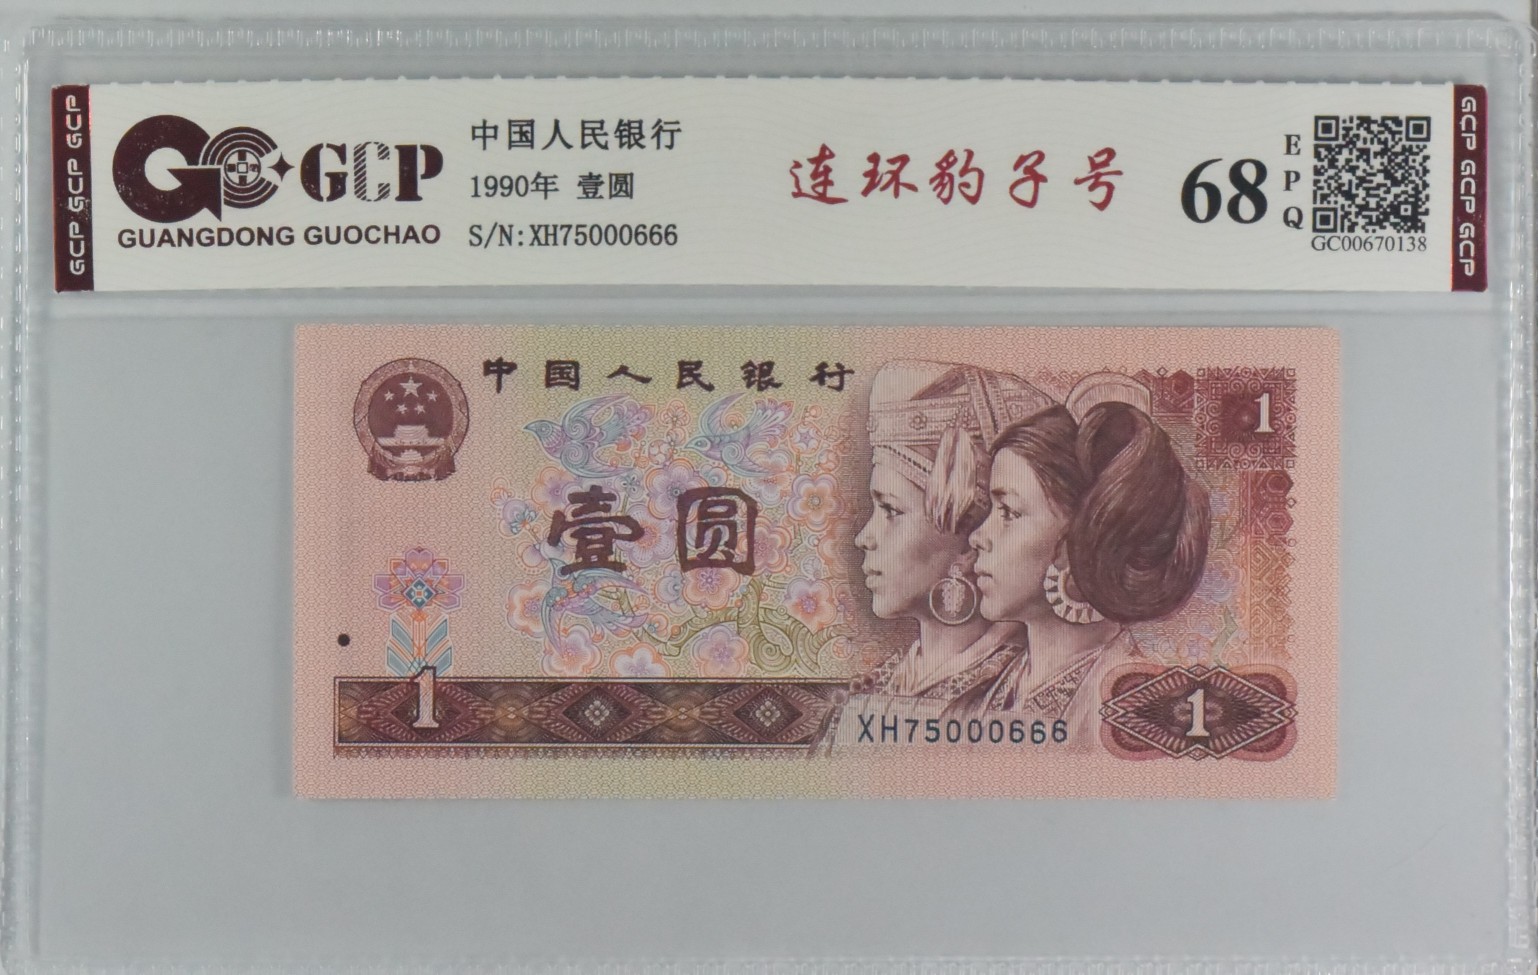 GCP GCP GCP
GCP
GUANGDONG GUOCHAO
中国人民银行
1990年 壹圆
S/N:XH75000666
连环豹子号
68
EPQ
GC00670138
GCP GCP GCP
中国人民银行
1
壹圆
1
XH75000666
1